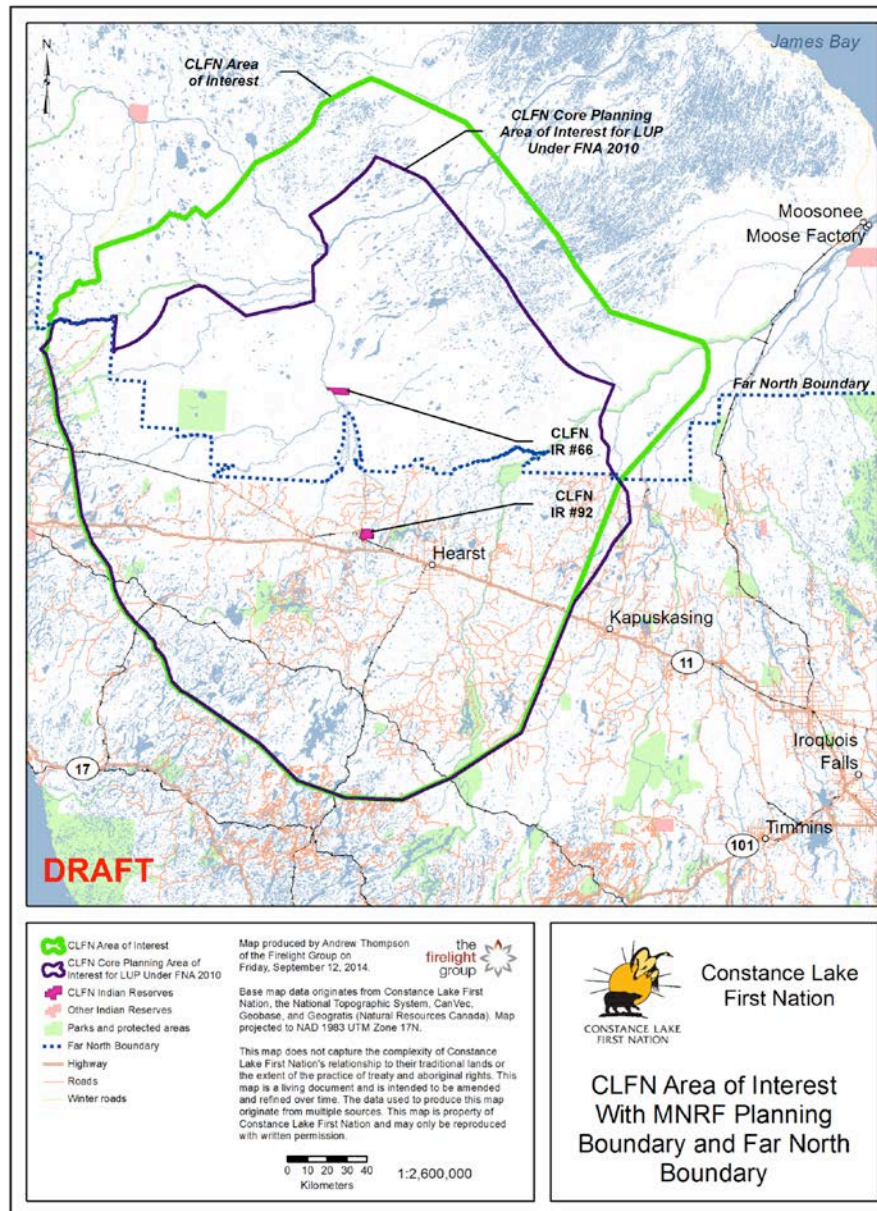 James Bay
N
CLFN Area
of Interest
CLFN Core Planning
Area of Interest for LUP
Under FNA 2010
Moosonee
Moose Factory
Far North Boundary
CLFN
IR #66
CLFN
IR #92
Hearst
Kapuskasing
11
Iroquois
Falls
17
Timmins
101
DRAFT
CLFN Area of Interest
CLFN Core Planning Area of
Interest for LUP Under FNA 2010
CLFN Indian Reserves
Other Indian Reserves
Parks and protected areas
Far North Boundary
Highway
Roads
Winter roads
Map produced by Andrew Thompson
of the Firelight Group on
Friday, September 12, 2014.
the
firelight
group
Base map data originates from Constance Lake First
Nation, the National Topographic System, CanVec,
Geobase, and Geogratis (Natural Resources Canada). Map
projected to NAD 1983 UTM Zone 17N.
This map does not capture the complexity of Constance
Lake First Nation's relationship to their traditional lands or
the extent of the practice of treaty and aboriginal rights. This
map is a living document and is intended to be amended
and refined over time. The data used to produce this map
originate from multiple sources. This map is property of
Constance Lake First Nation and may only be reproduced
with written permission.
0 10 20 30 40
Kilometers
1:2,600,000
CONSTANCE LAKE
FIRST NATION
Constance Lake
First Nation
CLFN Area of Interest
With MNRF Planning
Boundary and Far North
Boundary